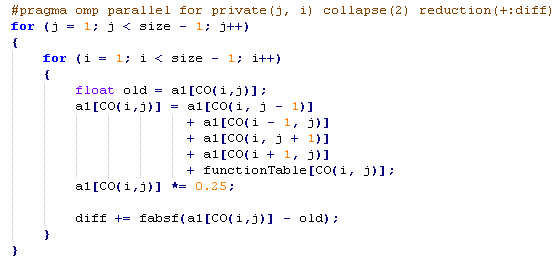 #pragma omp parallel for private(j, i) collapse(2) reduction(+:diff)
for (j = 1; j < size - 1; j++)
{
    for (i = 1; i < size - 1; i++)
    {
        float old = a1[CO(i,j)];
        a1[CO(i,j)] = a1[CO(i, j - 1)]
                      + a1[CO(i - 1, j)]
                      + a1[CO(i, j + 1)]
                      + a1[CO(i + 1, j)]
                      + functionTable[CO(i, j)];
        a1[CO(i,j)] *= 0.25;

        diff += fabsf(a1[CO(i,j)] - old);
    }
}